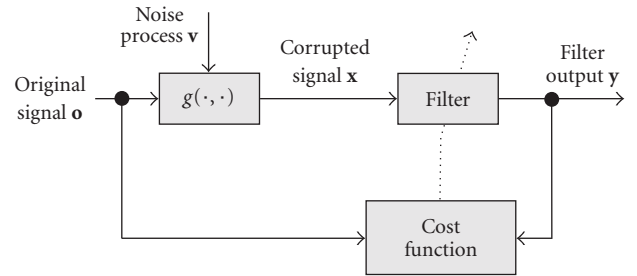 Noise
process v
Corrupted
signal x
Filter
output y
Original
signal o
g(·, ·)
Filter
Cost
function